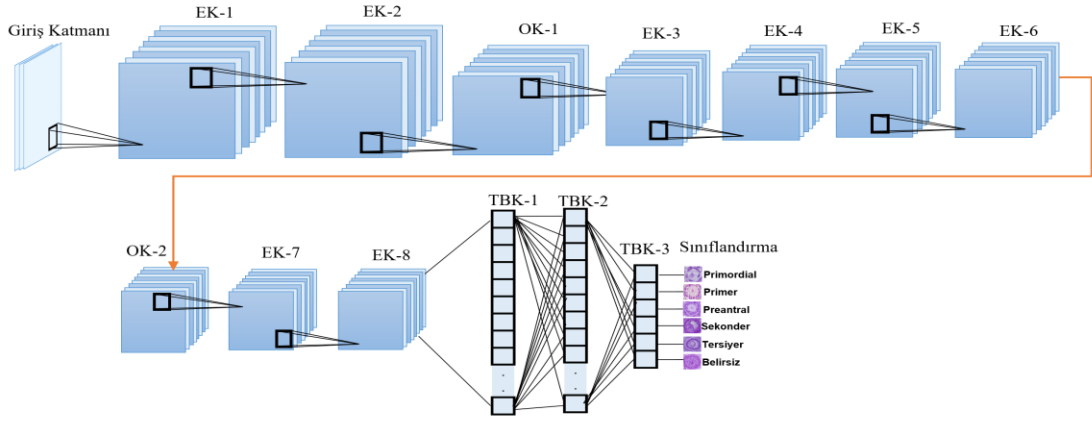 Giriş Katmanı
EK-1
EK-2
OK-1
EK-3
EK-4
EK-5
EK-6
OK-2
EK-7
EK-8
TBK-1
TBK-2
TBK-3
Sınıflandırma
Primordial
Primer
Preantral
Sekonder
Tersiyer
Belirsiz